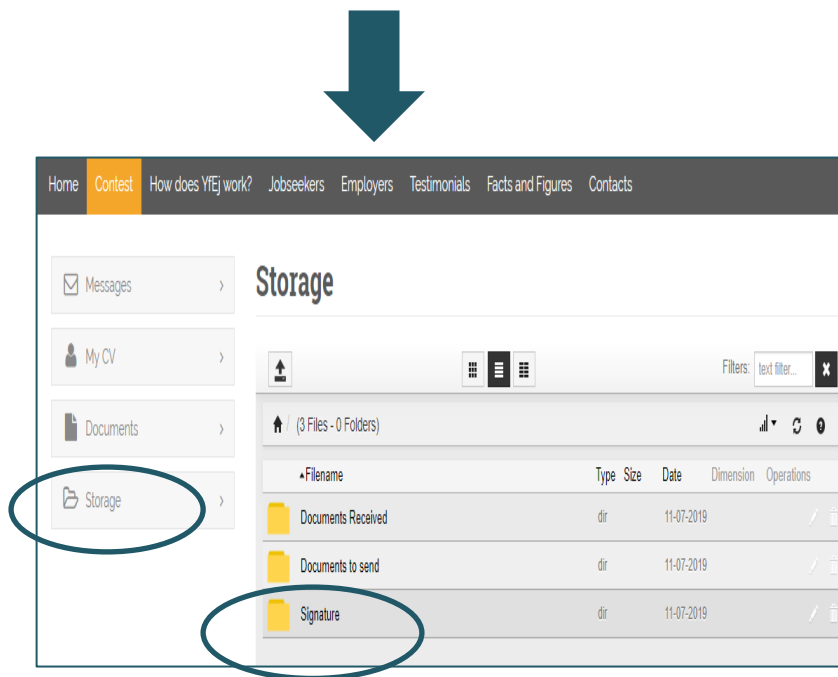 Home Contest How does YfEj work? Jobseekers Employers Testimonials Facts and Figures Contacts
Messages
My CV
Documents
Storage
Storage
Filters: text filter...
/ (3 Files - 0 Folders)
Filename Type Size Date Dimension Operations
Documents Received dir 11-07-2019
Documents to send dir 11-07-2019
Signature dir 11-07-2019